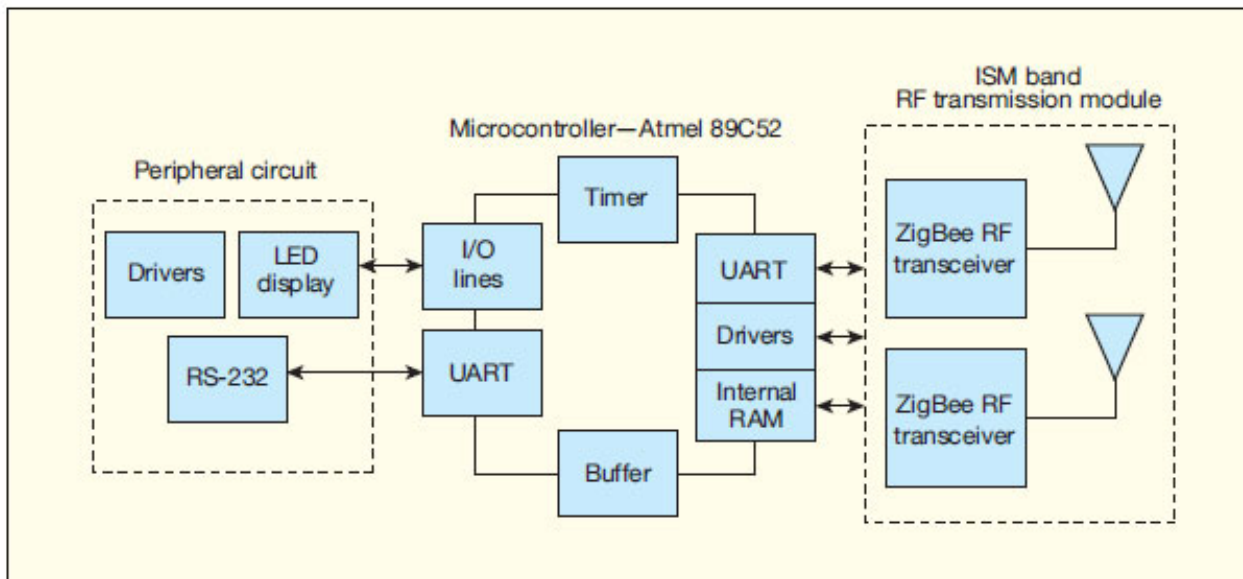 ISM band
RF transmission module
Microcontroller—Atmel 89C52
Peripheral circuit
Drivers
LED
display
RS-232
I/O
lines
UART
Timer
Buffer
UART
Drivers
Internal
RAM
ZigBee RF
transceiver
ZigBee RF
transceiver